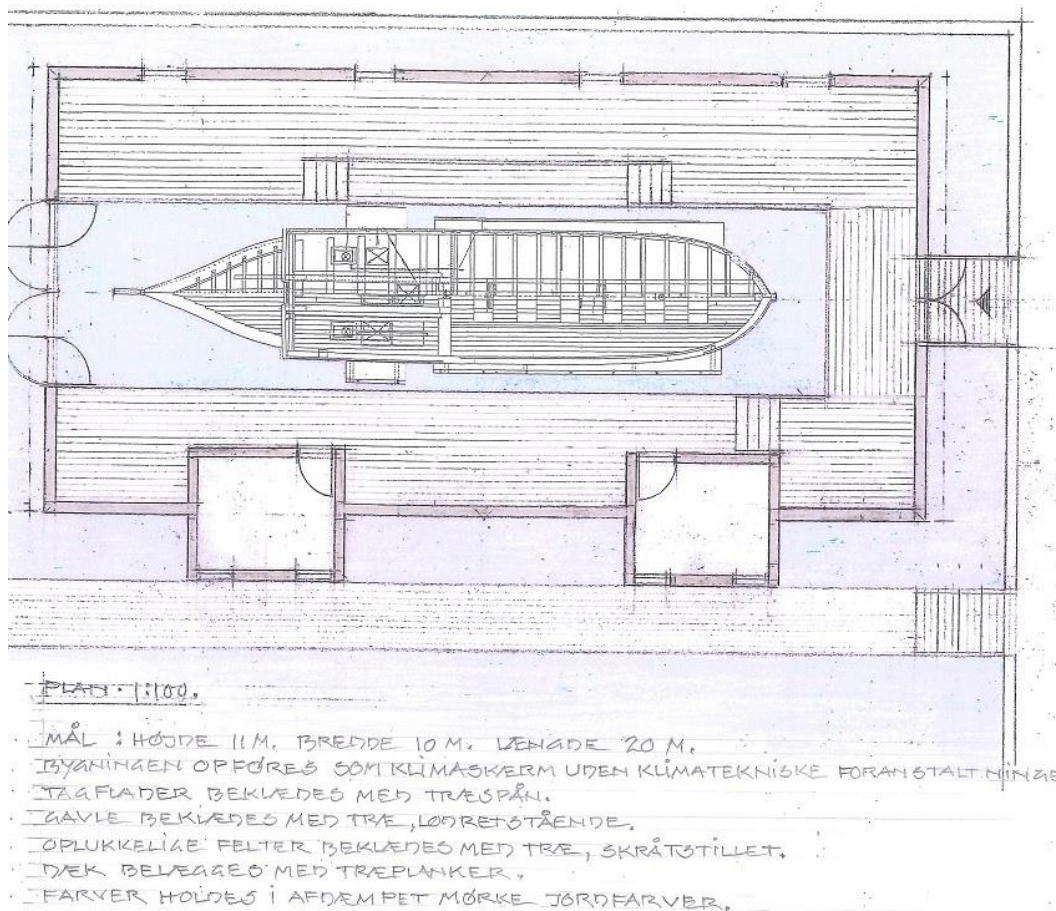 PLAN · 1:100.
MÅL : HØJDE 11 M. BREDDE 10 M. LÆNGDE 20 M.
BYGNINGEN OPFØRES SOM KLIMASKÆRM UDEN KLIMATEKNISKE FORANSTALTNINGE
TAGFLADER BEKLÆDES MED TRÆSPÅN.
GAVLE BEKLÆDES MED TRÆ, LODRETSTÅENDE.
OPLUKKELIGE FELTER BEKLÆDES MED TRÆ, SKRÅTSTILLET.
DÆK BELÆGGES MED TRÆPLANKER.
FARVER HOLDES I AFDÆMPET MØRKE JORDFARVER.